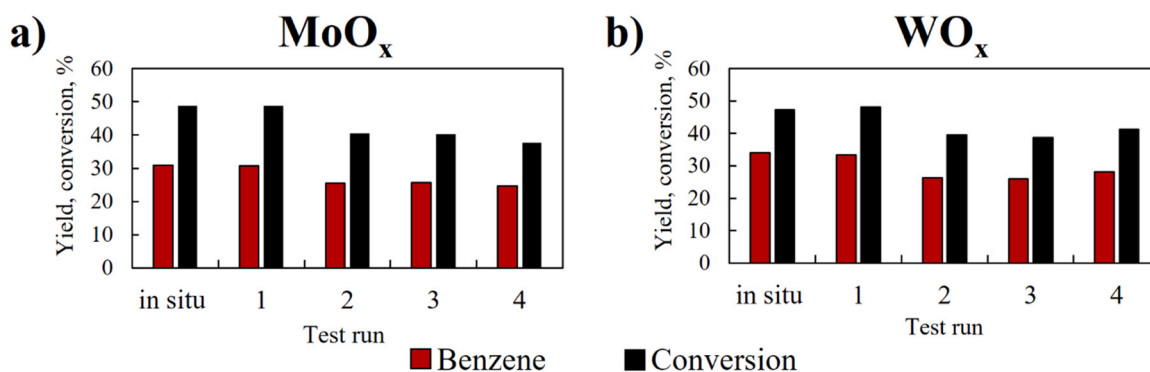 a)
MoOx
Yield, conversion, %
60
50
40
30
20
10
0
in situ 1 2 3 4
Test run
b)
WOx
Yield, conversion, %
60
50
40
30
20
10
0
in situ 1 2 3 4
Test run
Benzene Conversion